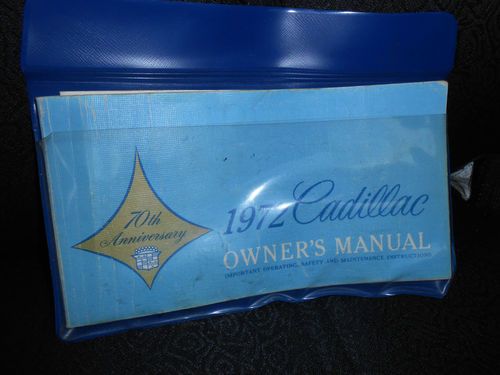 70th
Anniversary
1972 Cadillac
OWNER'S MANUAL
IMPORTANT OPERATING, SAFETY AND MAINTENANCE INSTRUCTIONS